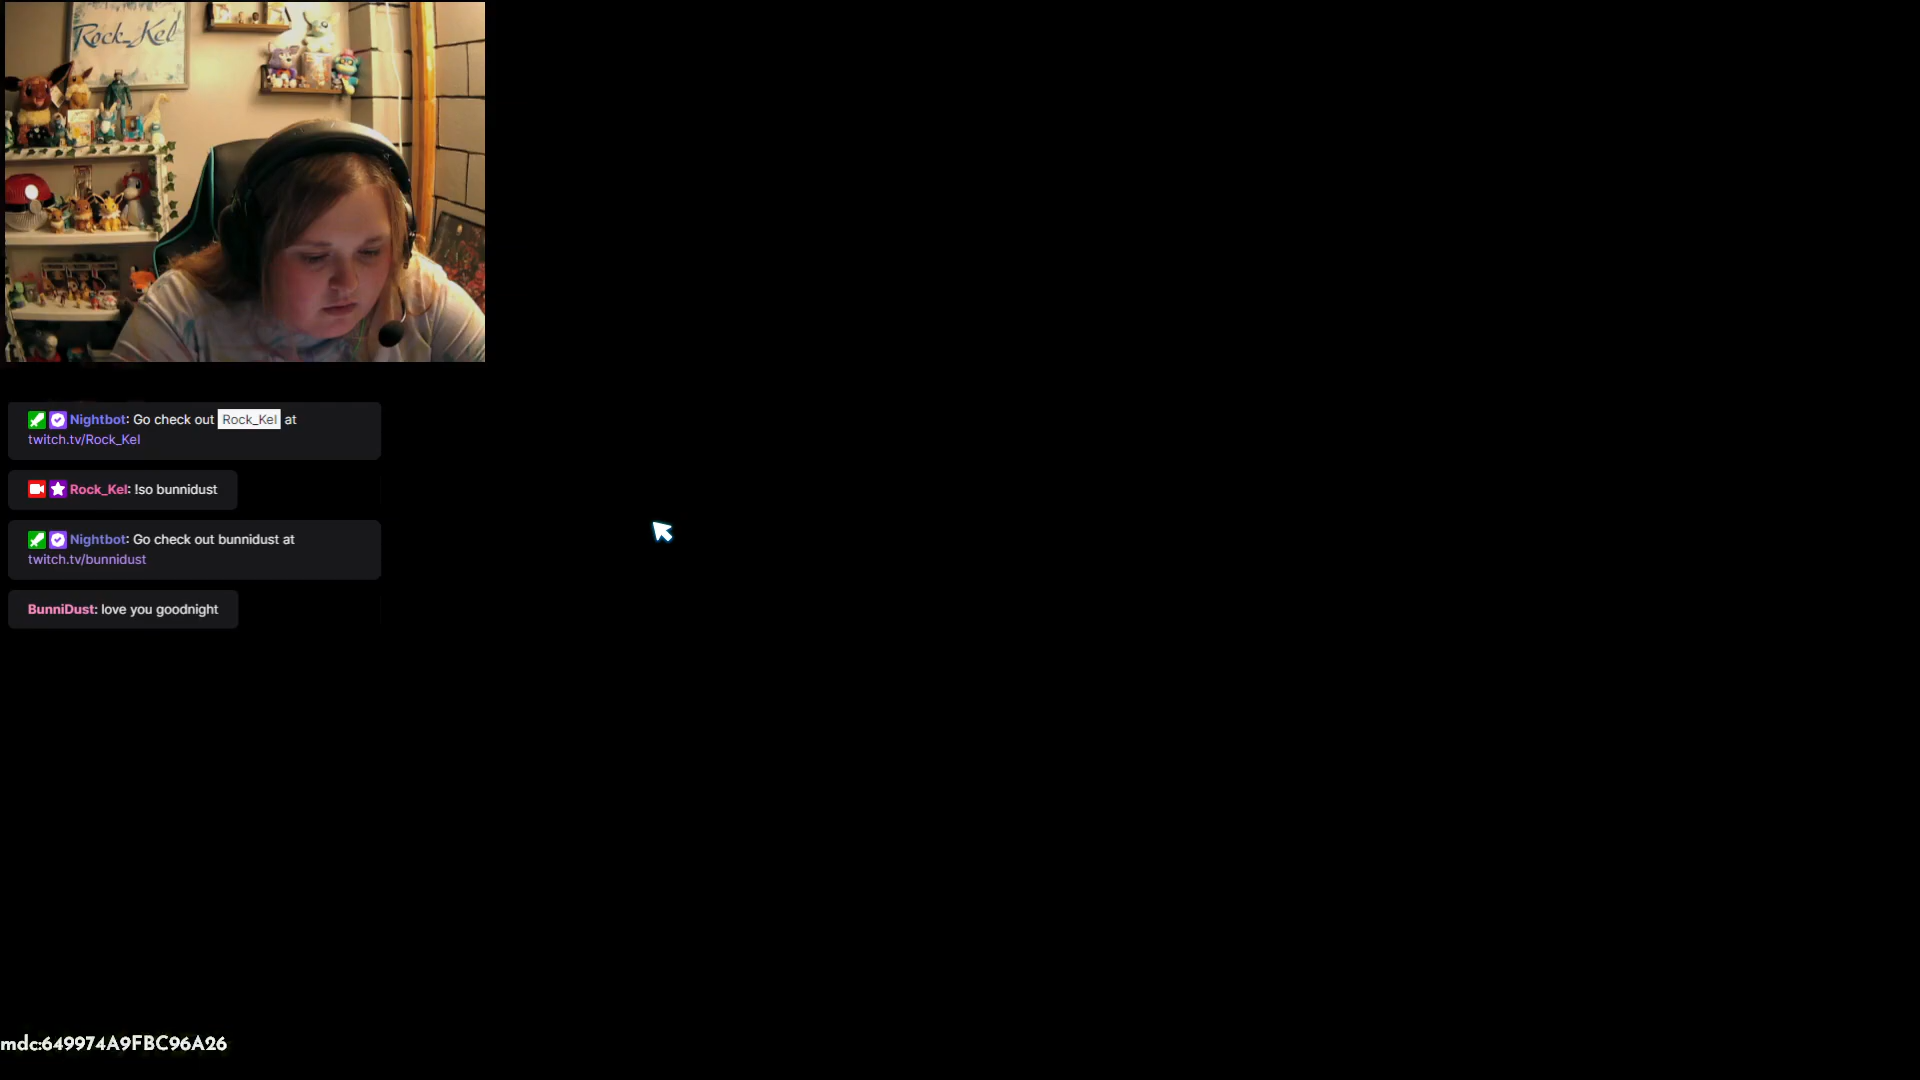 Rock_Kel
Nightbot: Go check out Rock_Kel at
twitch.tv/Rock_Kel
Rock_Kel: !so bunnidust
Nightbot: Go check out bunnidust at
twitch.tv/bunnidust
BunniDust: love you goodnight
mdc:649974A9FBC96A26